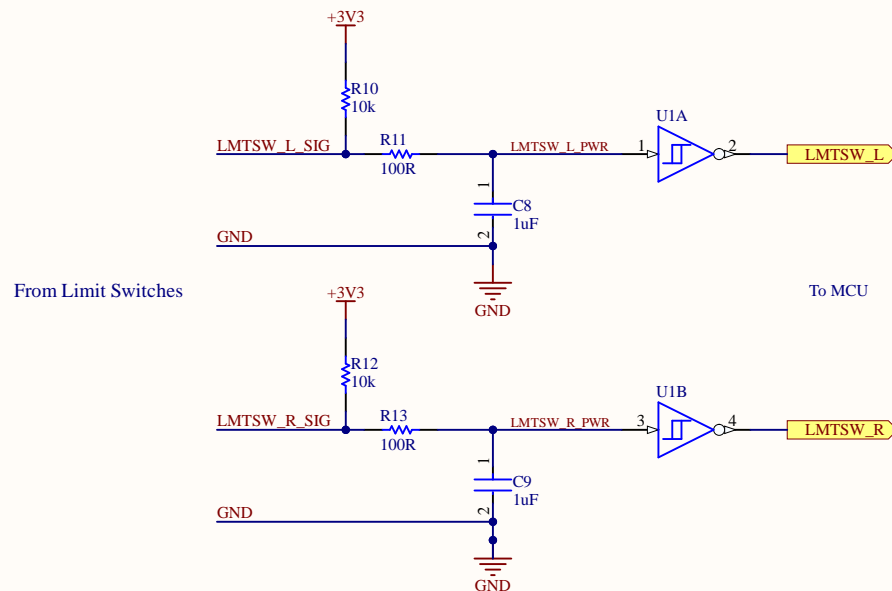 +3V3
R10
10k
LMTSW_L_SIG
R11
100R
LMTSW_L_PWR
U1A
1
2
LMTSW_L
1
C8
1uF
2
GND
GND
From Limit Switches
To MCU
+3V3
R12
10k
LMTSW_R_SIG
R13
100R
LMTSW_R_PWR
U1B
3
4
LMTSW_R
1
C9
1uF
2
GND
GND